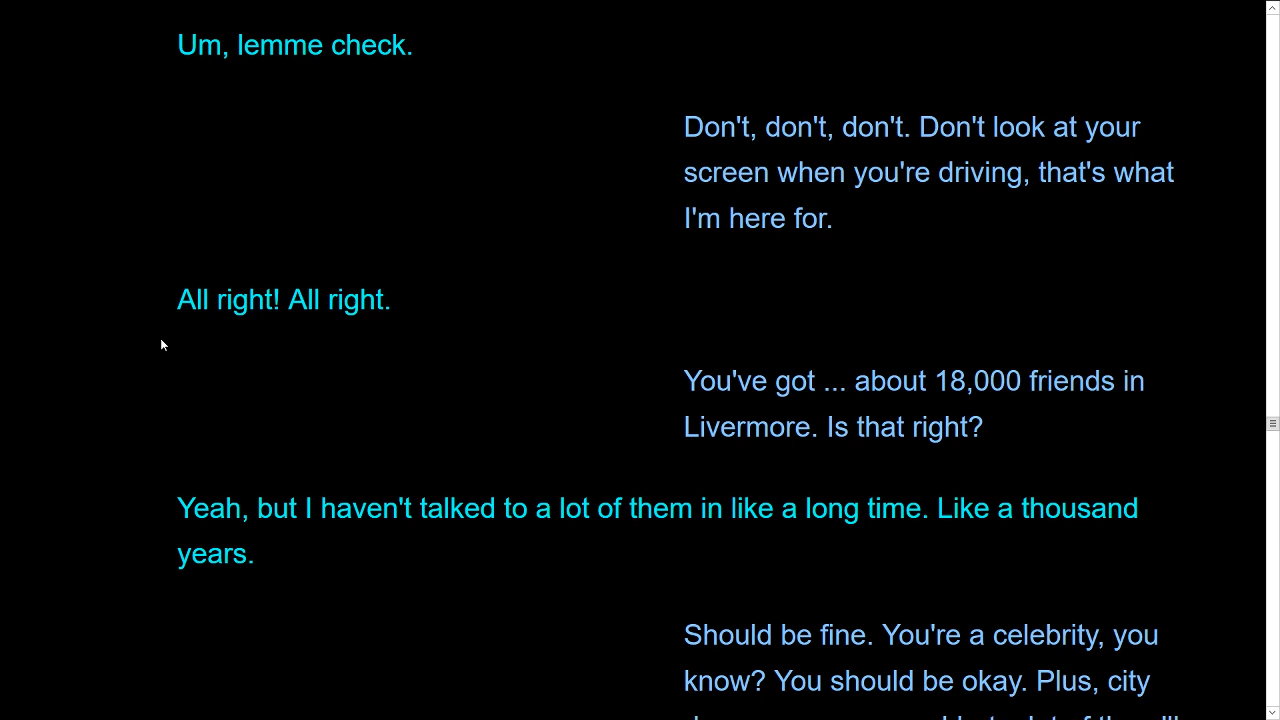 Um, lemme check.
Don't, don't, don't. Don't look at your
screen when you're driving, that's what
I'm here for.
All right! All right.
You've got ... about 18,000 friends in
Livermore. Is that right?
Yeah, but I haven't talked to a lot of them in like a long time. Like a thousand
years.
Should be fine. You're a celebrity, you
know? You should be okay. Plus, city